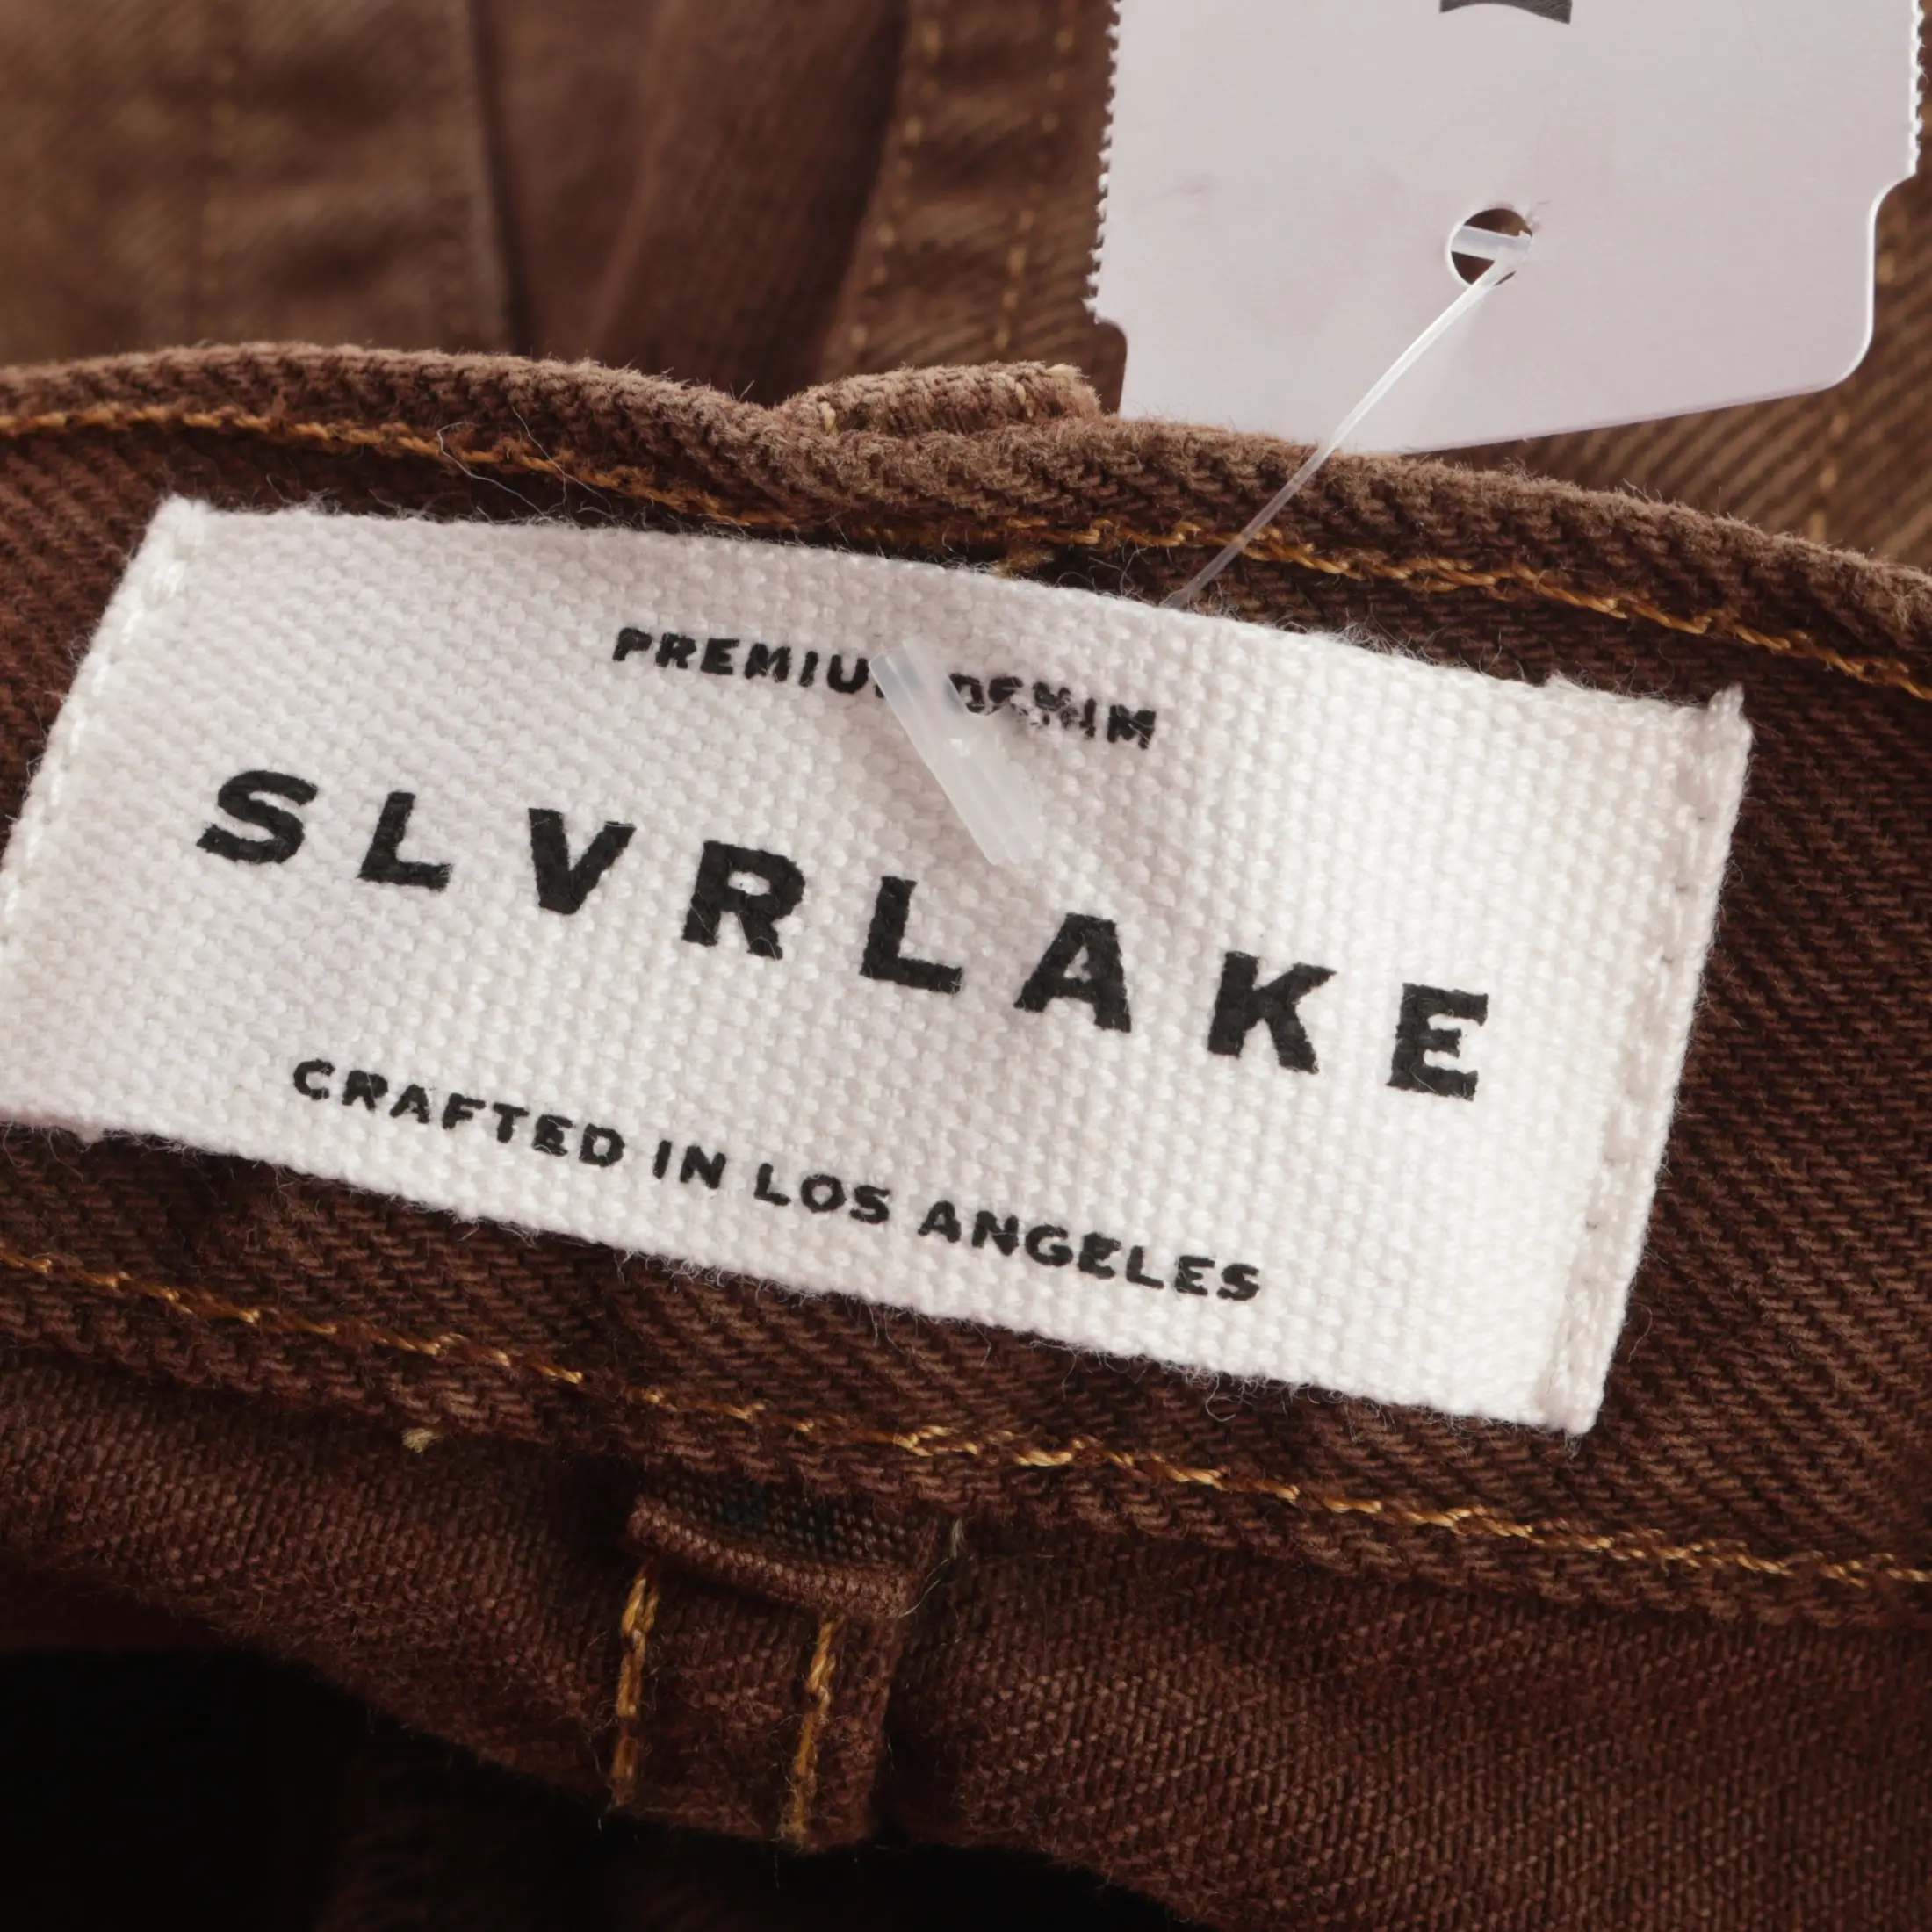 PREMIUM DENIM
SLVRLAKE
CRAFTED IN LOS ANGELES